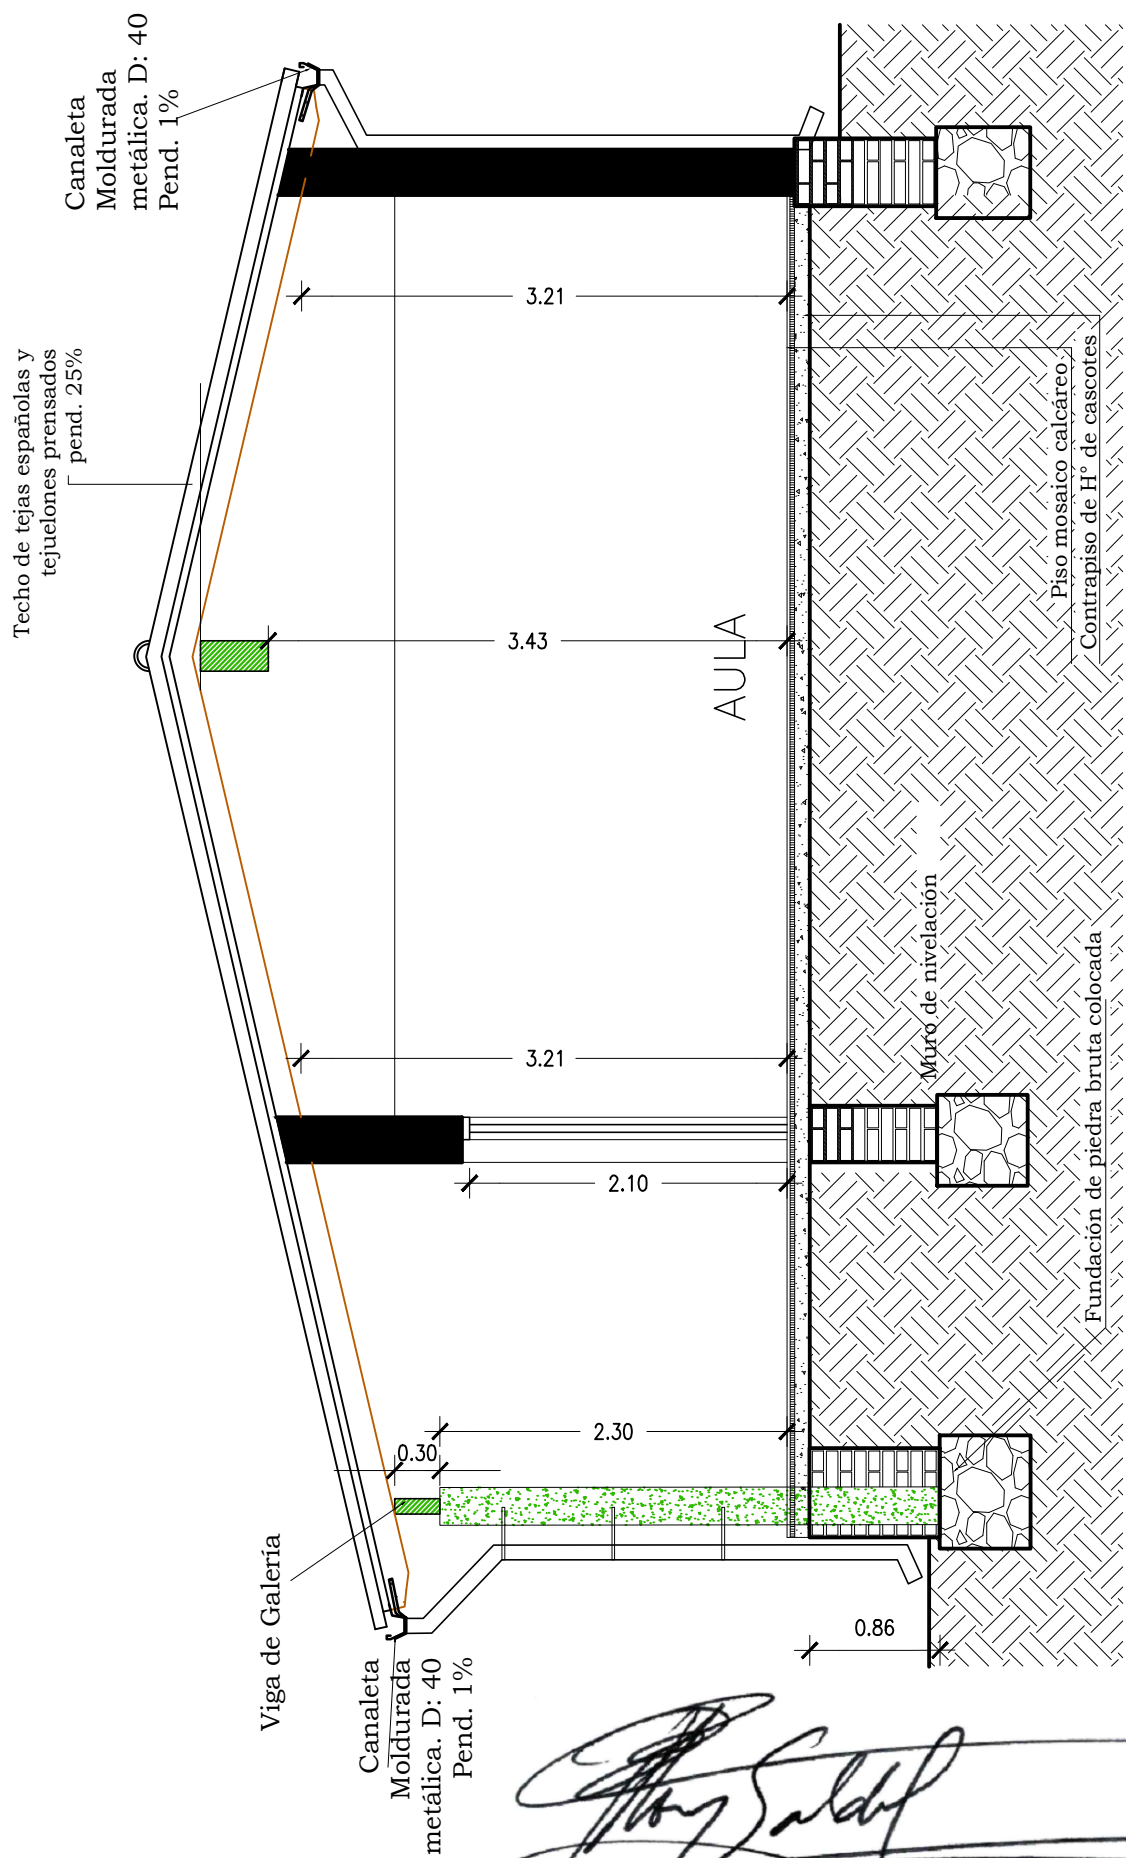 Canaleta
Moldurada
metálica. D: 40
Pend. 1%
Techo de tejas españolas y
tejuelones prensados
pend. 25%
3.21
3.43
3.21
2.10
2.30
0.30
0.86
AULA
Piso mosaico calcáreo
Contrapiso de H° de cascotes
Muro de nivelación
Fundación de piedra bruta colocada
Viga de Galería
Canaleta
Moldurada
metálica. D: 40
Pend. 1%